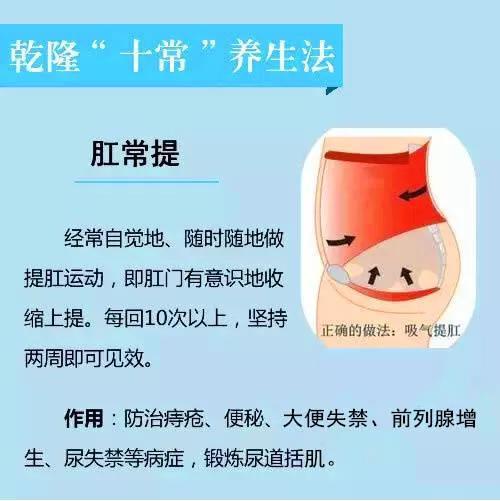 乾隆“十常”养生法
肛常提
经常自觉地、随时随地做
提肛运动，即肛门有意识地收
缩上提。每回10次以上，坚持
两周即可见效。
正确的做法：吸气提肛
作用：防治痔疮、便秘、大便失禁、前列腺增
生、尿失禁等病症，锻炼尿道括肌。